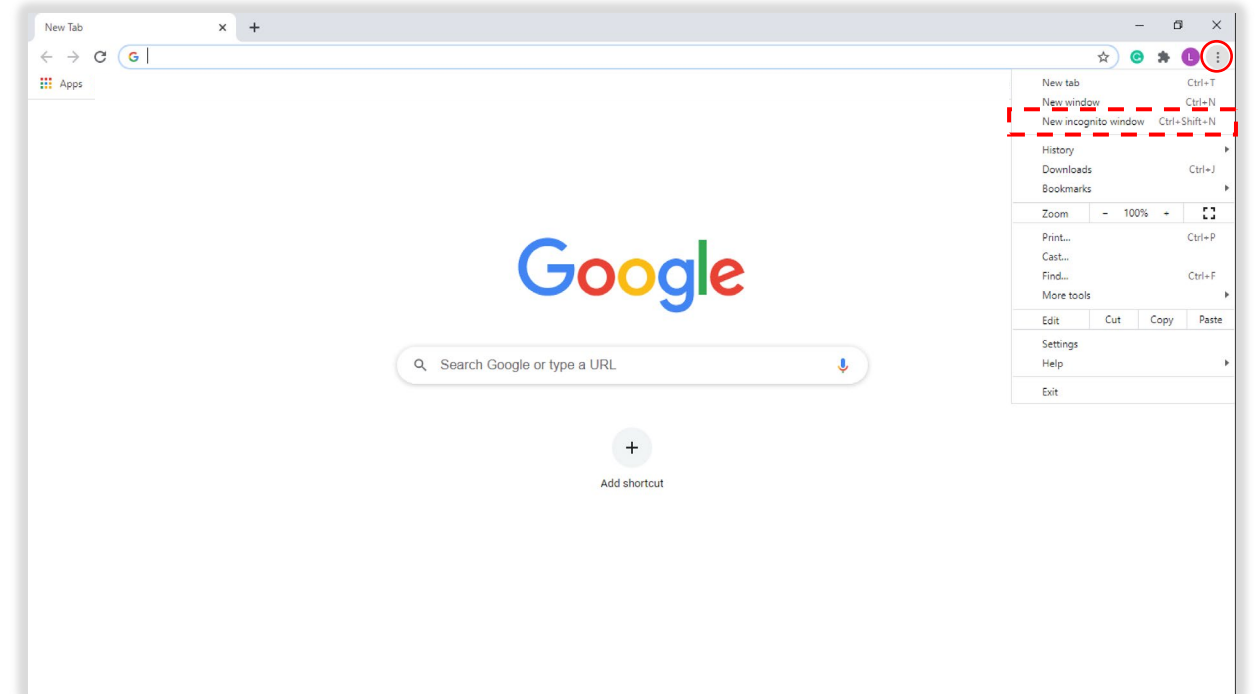 New Tab
G
L
Apps
New tab Ctrl+T
New window Ctrl+N
New incognito window Ctrl+Shift+N
History
Downloads Ctrl+J
Bookmarks
Zoom - 100% +
Print... Ctrl+P
Cast...
Find... Ctrl+F
More tools
Edit Cut Copy Paste
Settings
Help
Exit
Google
Search Google or type a URL
Add shortcut